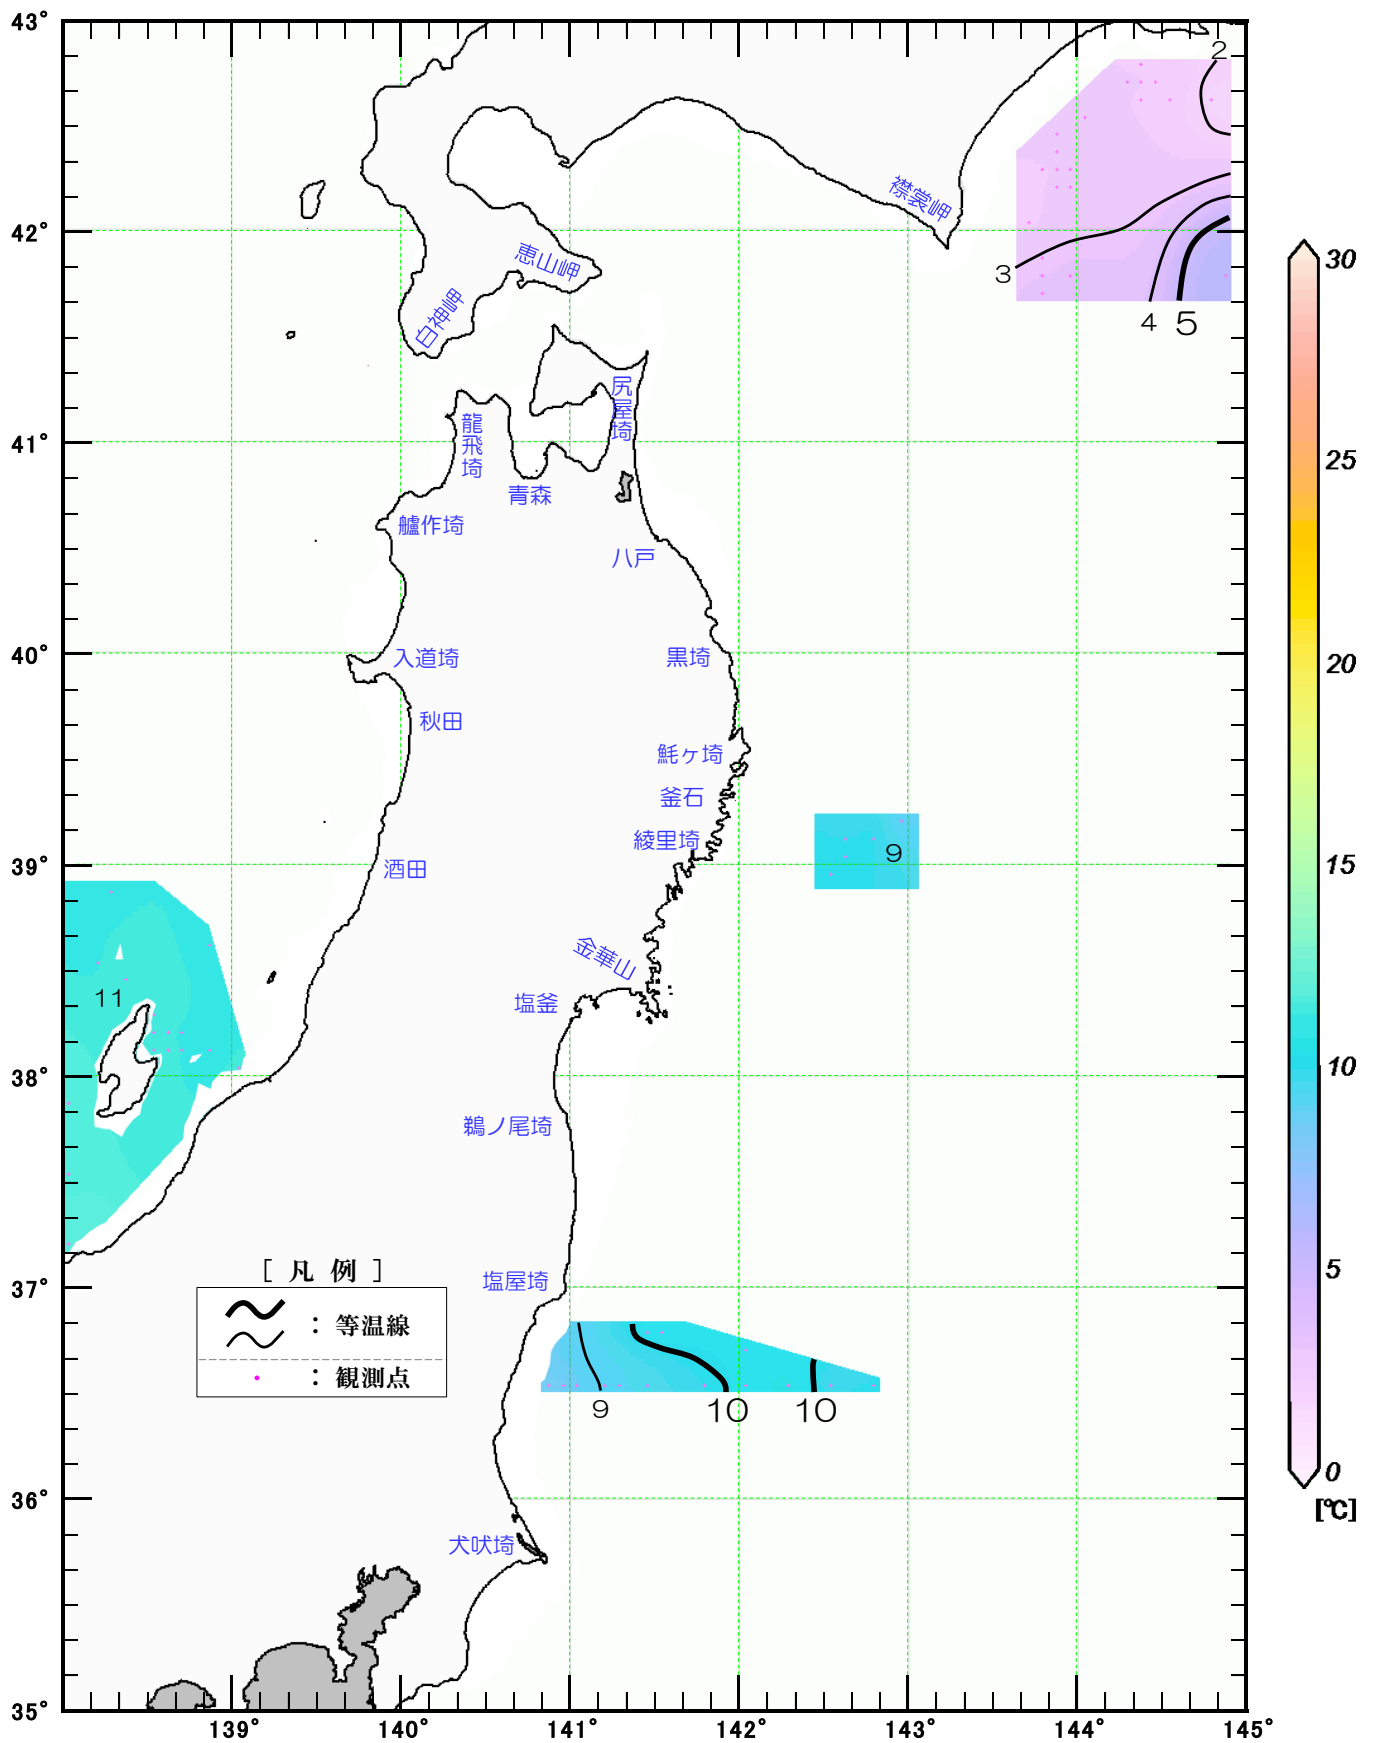 43°
42°
41°
40°
39°
38°
37°
36°
35°
139°
140°
141°
142°
143°
144°
145°
2
3
4
5
襟裳岬
恵山岬
白神岬
尻屋埼
龍飛埼
青森
艫作埼
八戸
入道埼
黒埼
秋田
魹ヶ埼
釜石
綾里埼
9
酒田
金華山
11
塩釜
鵜ノ尾埼
塩屋埼
[ 凡 例 ]
： 等温線
： 観測点
9
10
10
犬吠埼
30
25
20
15
10
5
0
[℃]